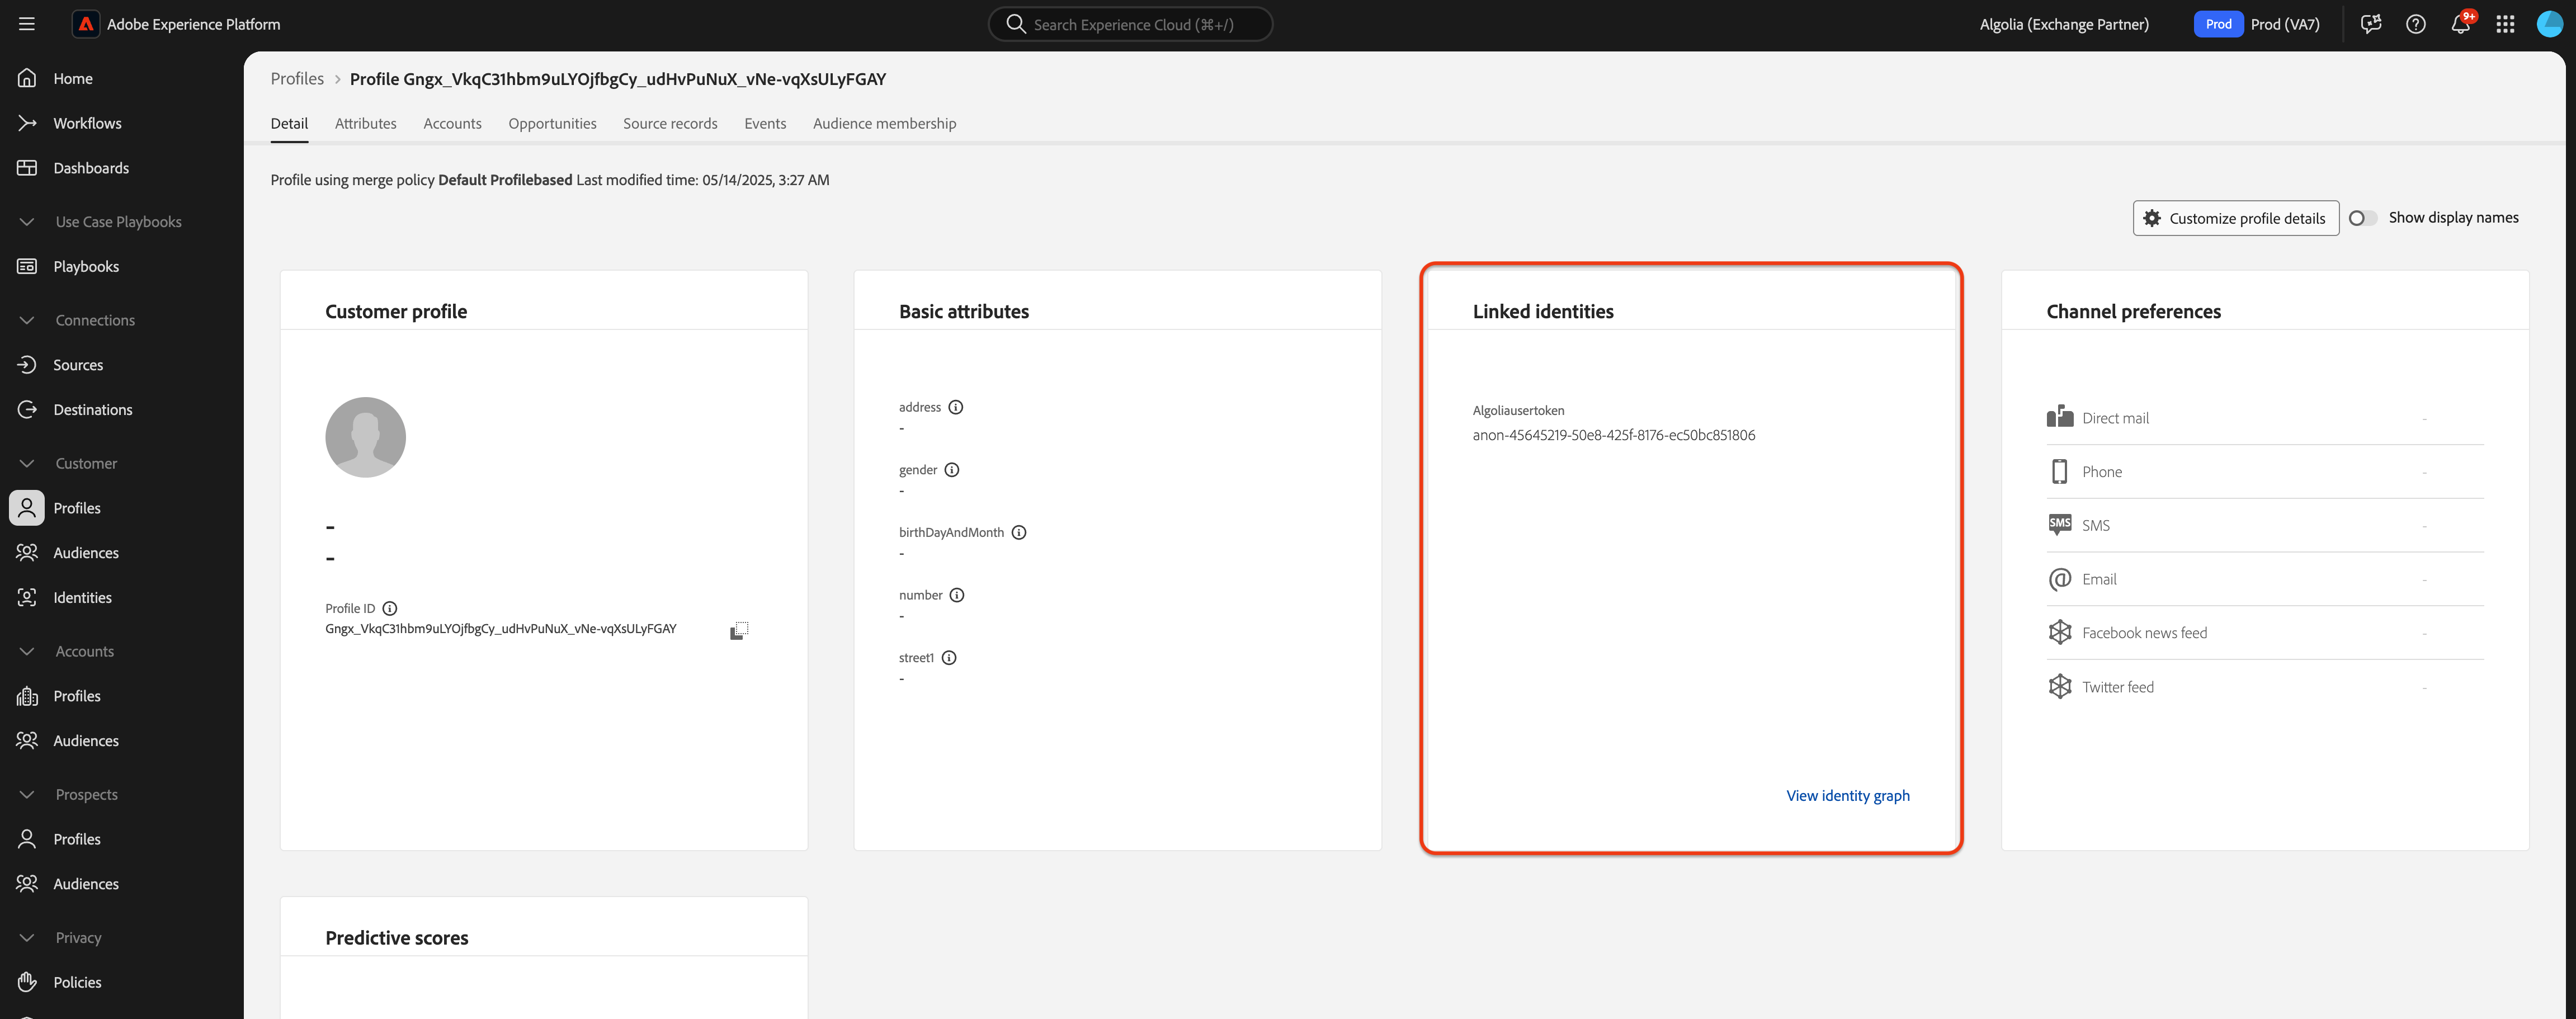 Adobe Experience Platform
Search Experience Cloud (⌘+/)
Algolia (Exchange Partner)
Prod
Prod (VA7)
9+
Home
Workflows
Dashboards
Use Case Playbooks
Playbooks
Connections
Sources
Destinations
Customer
Profiles
Audiences
Identities
Accounts
Profiles
Audiences
Prospects
Profiles
Audiences
Privacy
Policies
Profiles > Profile Gngx_VkqC31hbm9uLYOjfbgCy_udHvPuNuX_vNe-vqXsULyFGAY
Detail Attributes Accounts Opportunities Source records Events Audience membership
Profile using merge policy Default Profilebased Last modified time: 05/14/2025, 3:27 AM
Customize profile details
Show display names
Customer profile
-
-
Profile ID
Gngx_VkqC31hbm9uLYOjfbgCy_udHvPuNuX_vNe-vqXsULyFGAY
Basic attributes
address
-
gender
-
birthDayAndMonth
-
number
-
street1
-
Linked identities
Algoliausertoken
anon-45645219-50e8-425f-8176-ec50bc851806
View identity graph
Channel preferences
Direct mail -
Phone -
SMS SMS -
Email -
Facebook news feed -
Twitter feed -
Predictive scores